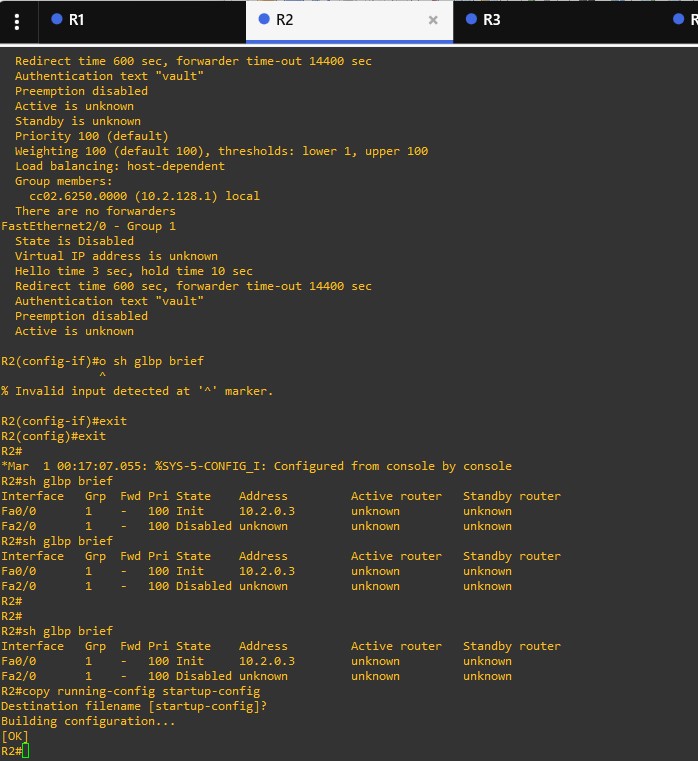 R1 R2 × R3 R
Redirect time 600 sec, forwarder time-out 14400 sec
Authentication text "vault"
Preemption disabled
Active is unknown
Standby is unknown
Priority 100 (default)
Weighting 100 (default 100), thresholds: lower 1, upper 100
Load balancing: host-dependent
Group members:
cc02.6250.0000 (10.2.128.1) local
There are no forwarders
FastEthernet2/0 - Group 1
State is Disabled
Virtual IP address is unknown
Hello time 3 sec, hold time 10 sec
Redirect time 600 sec, forwarder time-out 14400 sec
Authentication text "vault"
Preemption disabled
Active is unknown
R2(config-if)#o sh glbp brief
^
% Invalid input detected at '^' marker.
R2(config-if)#exit
R2(config)#exit
R2#
*Mar  1 00:17:07.055: %SYS-5-CONFIG_I: Configured from console by console
R2#sh glbp brief
Interface   Grp  Fwd Pri State    Address         Active router   Standby router
Fa0/0       1    -   100 Init     10.2.0.3        unknown         unknown
Fa2/0       1    -   100 Disabled unknown         unknown         unknown
R2#sh glbp brief
Interface   Grp  Fwd Pri State    Address         Active router   Standby router
Fa0/0       1    -   100 Init     10.2.0.3        unknown         unknown
Fa2/0       1    -   100 Disabled unknown         unknown         unknown
R2#
R2#
R2#sh glbp brief
Interface   Grp  Fwd Pri State    Address         Active router   Standby router
Fa0/0       1    -   100 Init     10.2.0.3        unknown         unknown
Fa2/0       1    -   100 Disabled unknown         unknown         unknown
R2#copy running-config startup-config
Destination filename [startup-config]?
Building configuration...
[OK]
R2#